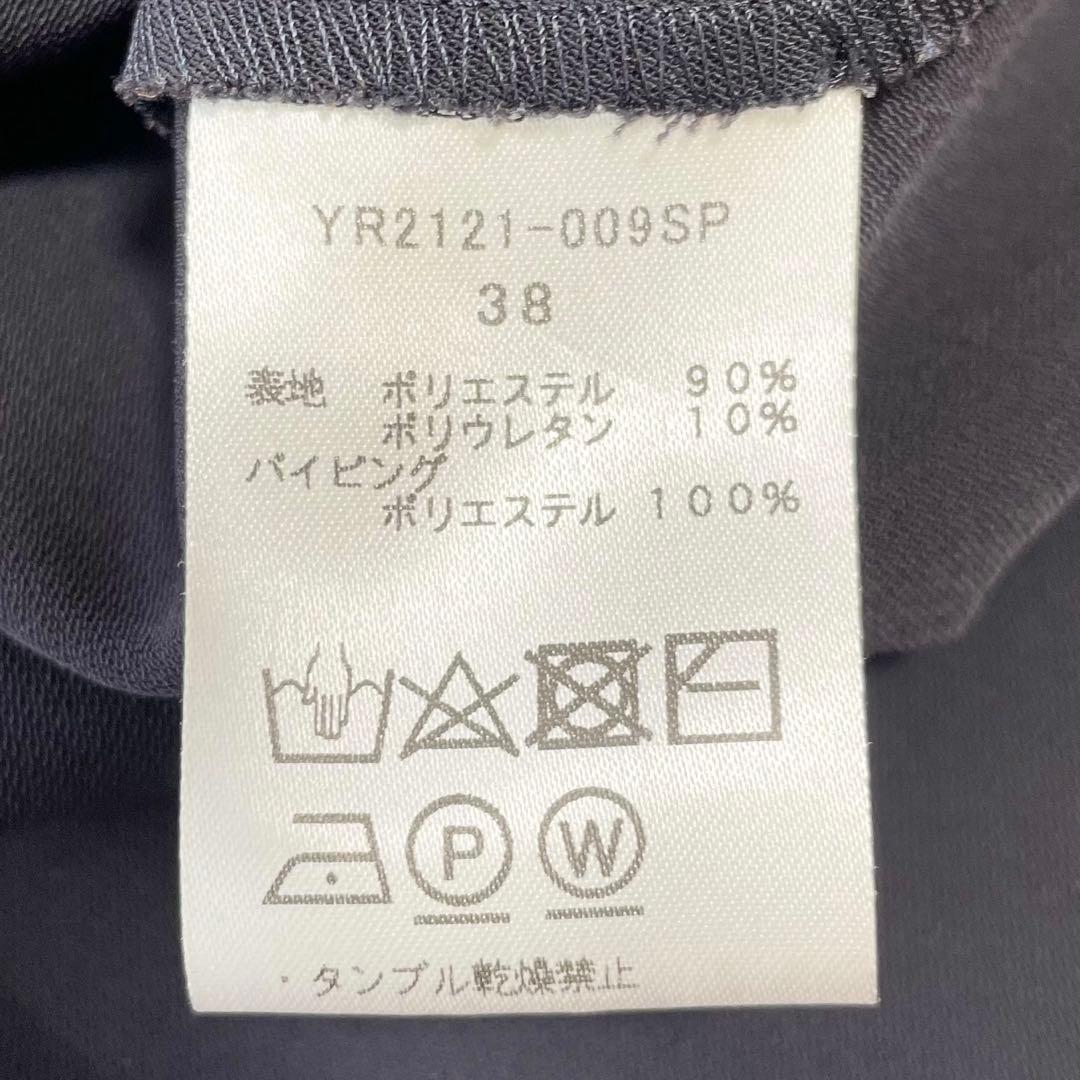 YR2121-009SP
38
表地 ポリエステル 90%
ポリウレタン 10%
パイピング
ポリエステル 100%
P W
・タンブル乾燥禁止